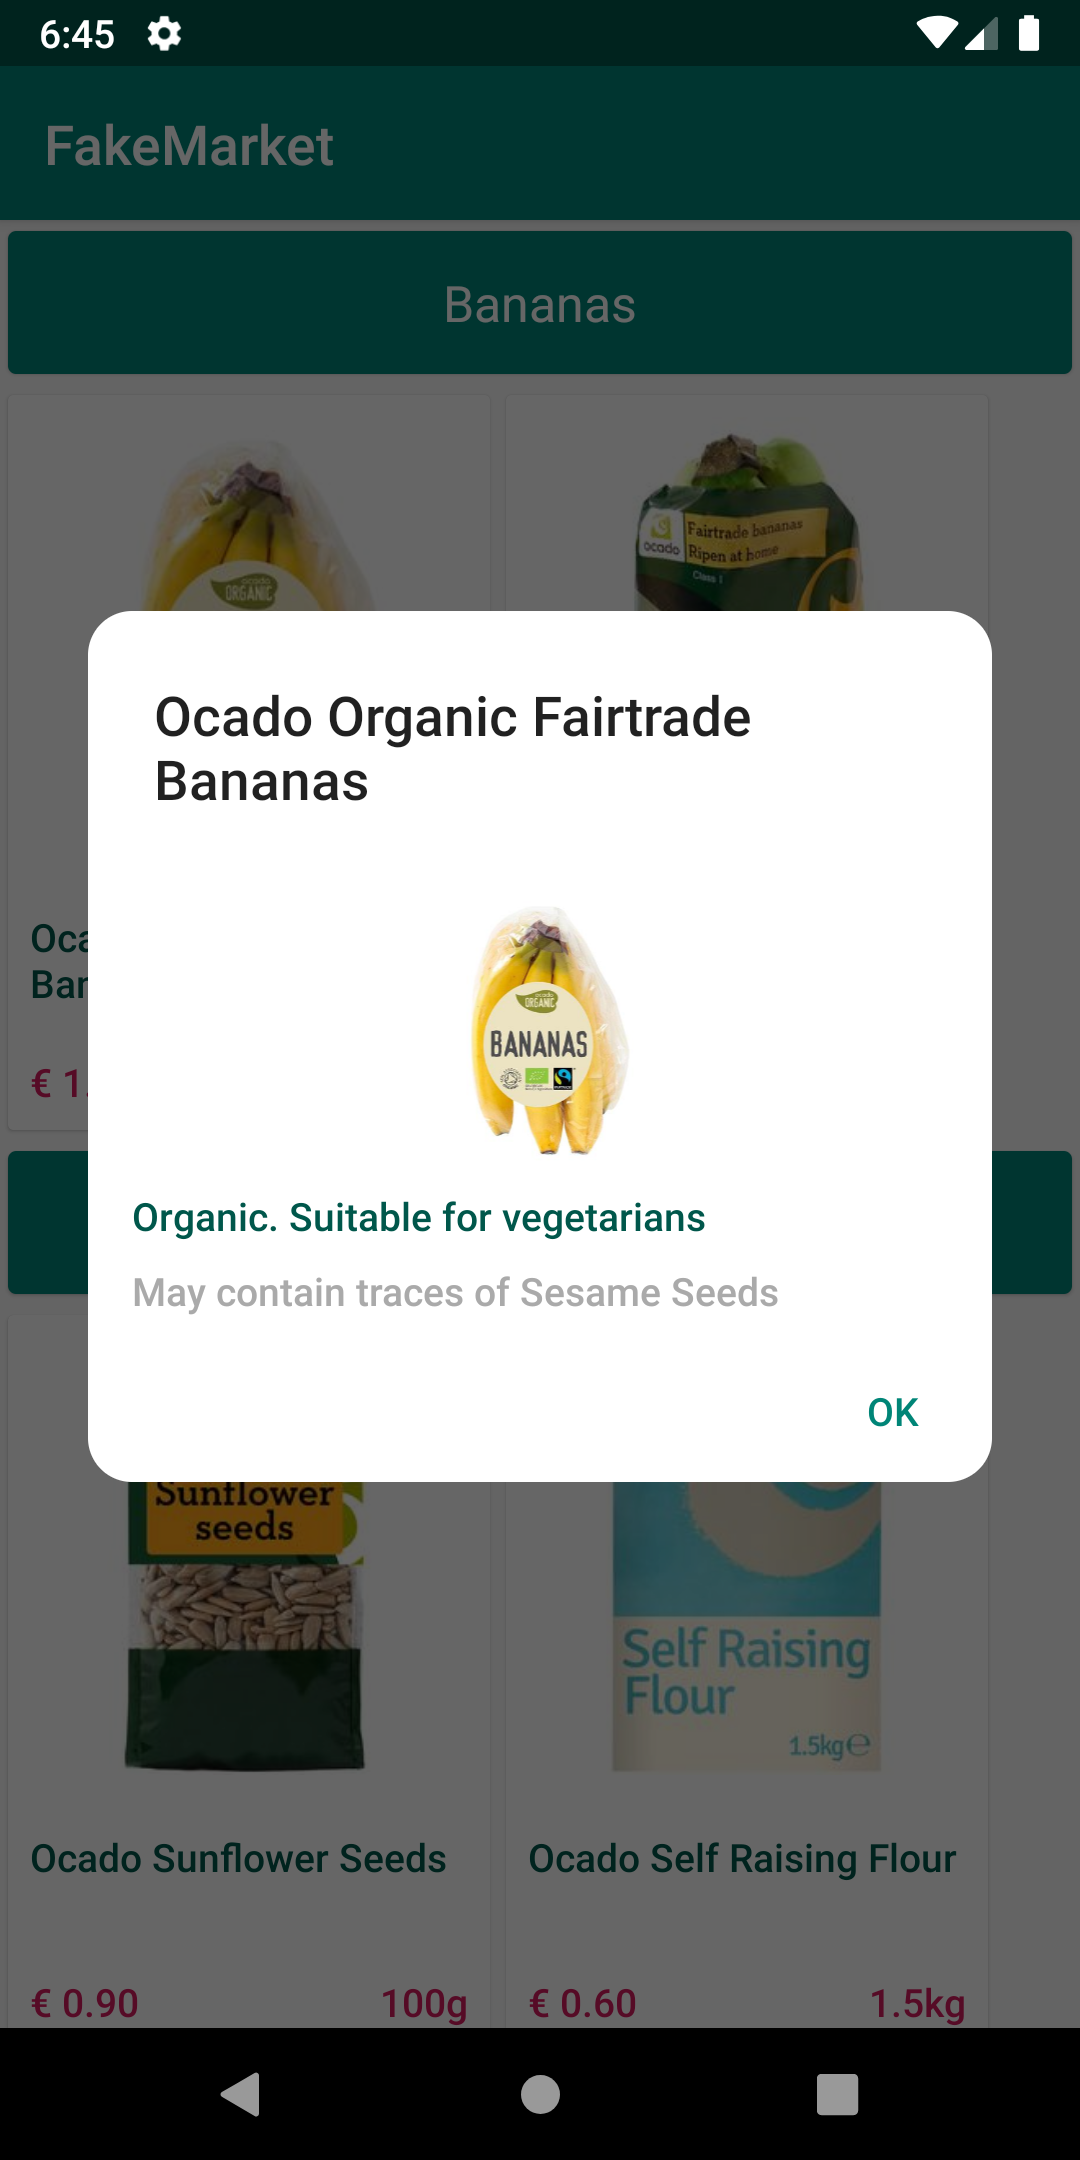 6:45
FakeMarket
Bananas
ocado
ORGANIC
ocado
Fairtrade bananas
Ripen at home
Class 1
Ocado Organic Fairtrade
Bananas
ocado
ORGANIC
BANANAS
Organic. Suitable for vegetarians
May contain traces of Sesame Seeds
OK
€ 1.
Sunflower
seeds
Self Raising
Flour
1.5kg℮
Ocado Sunflower Seeds
Ocado Self Raising Flour
€ 0.90
100g
€ 0.60
1.5kg